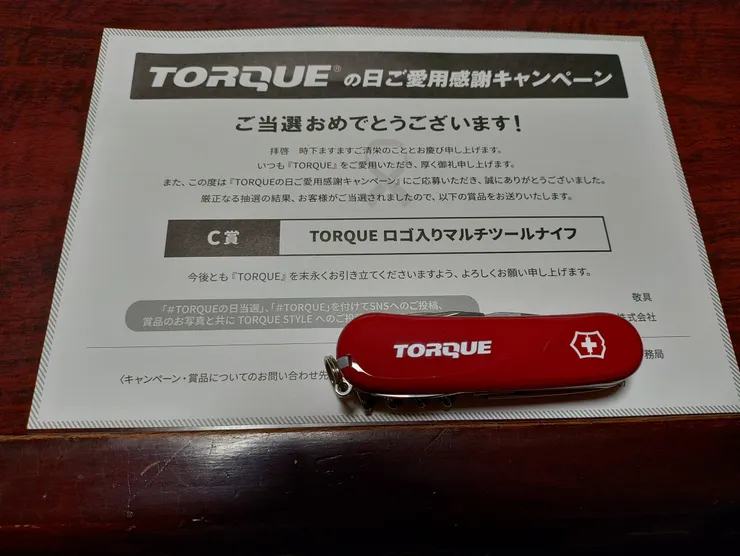 TORQUE®の日ご愛用感謝キャンペーン
ご当選おめでとうございます!
拝啓 時下ますますご清栄のこととお慶び申し上げます。
いつも『TORQUE』をご愛用いただき、厚く御礼申し上げます。
また、この度は『TORQUEの日ご愛用感謝キャンペーン』にご応募いただき、誠にありがとうございました。
厳正なる抽選の結果、お客様がご当選されましたので、以下の賞品をお送りいたします。
C賞 TORQUE ロゴ入りマルチツールナイフ
今後とも『TORQUE』を末永くお引き立てくださいますよう、よろしくお願い申し上げます。
敬具
「#TORQUEの日当選」、「#TORQUE」を付けてSNSへのご投稿、
賞品のお写真と共に TORQUE STYLE へのご投
株式会社
務局
〈キャンペーン・賞品についてのお問い合わせ先
TORQUE